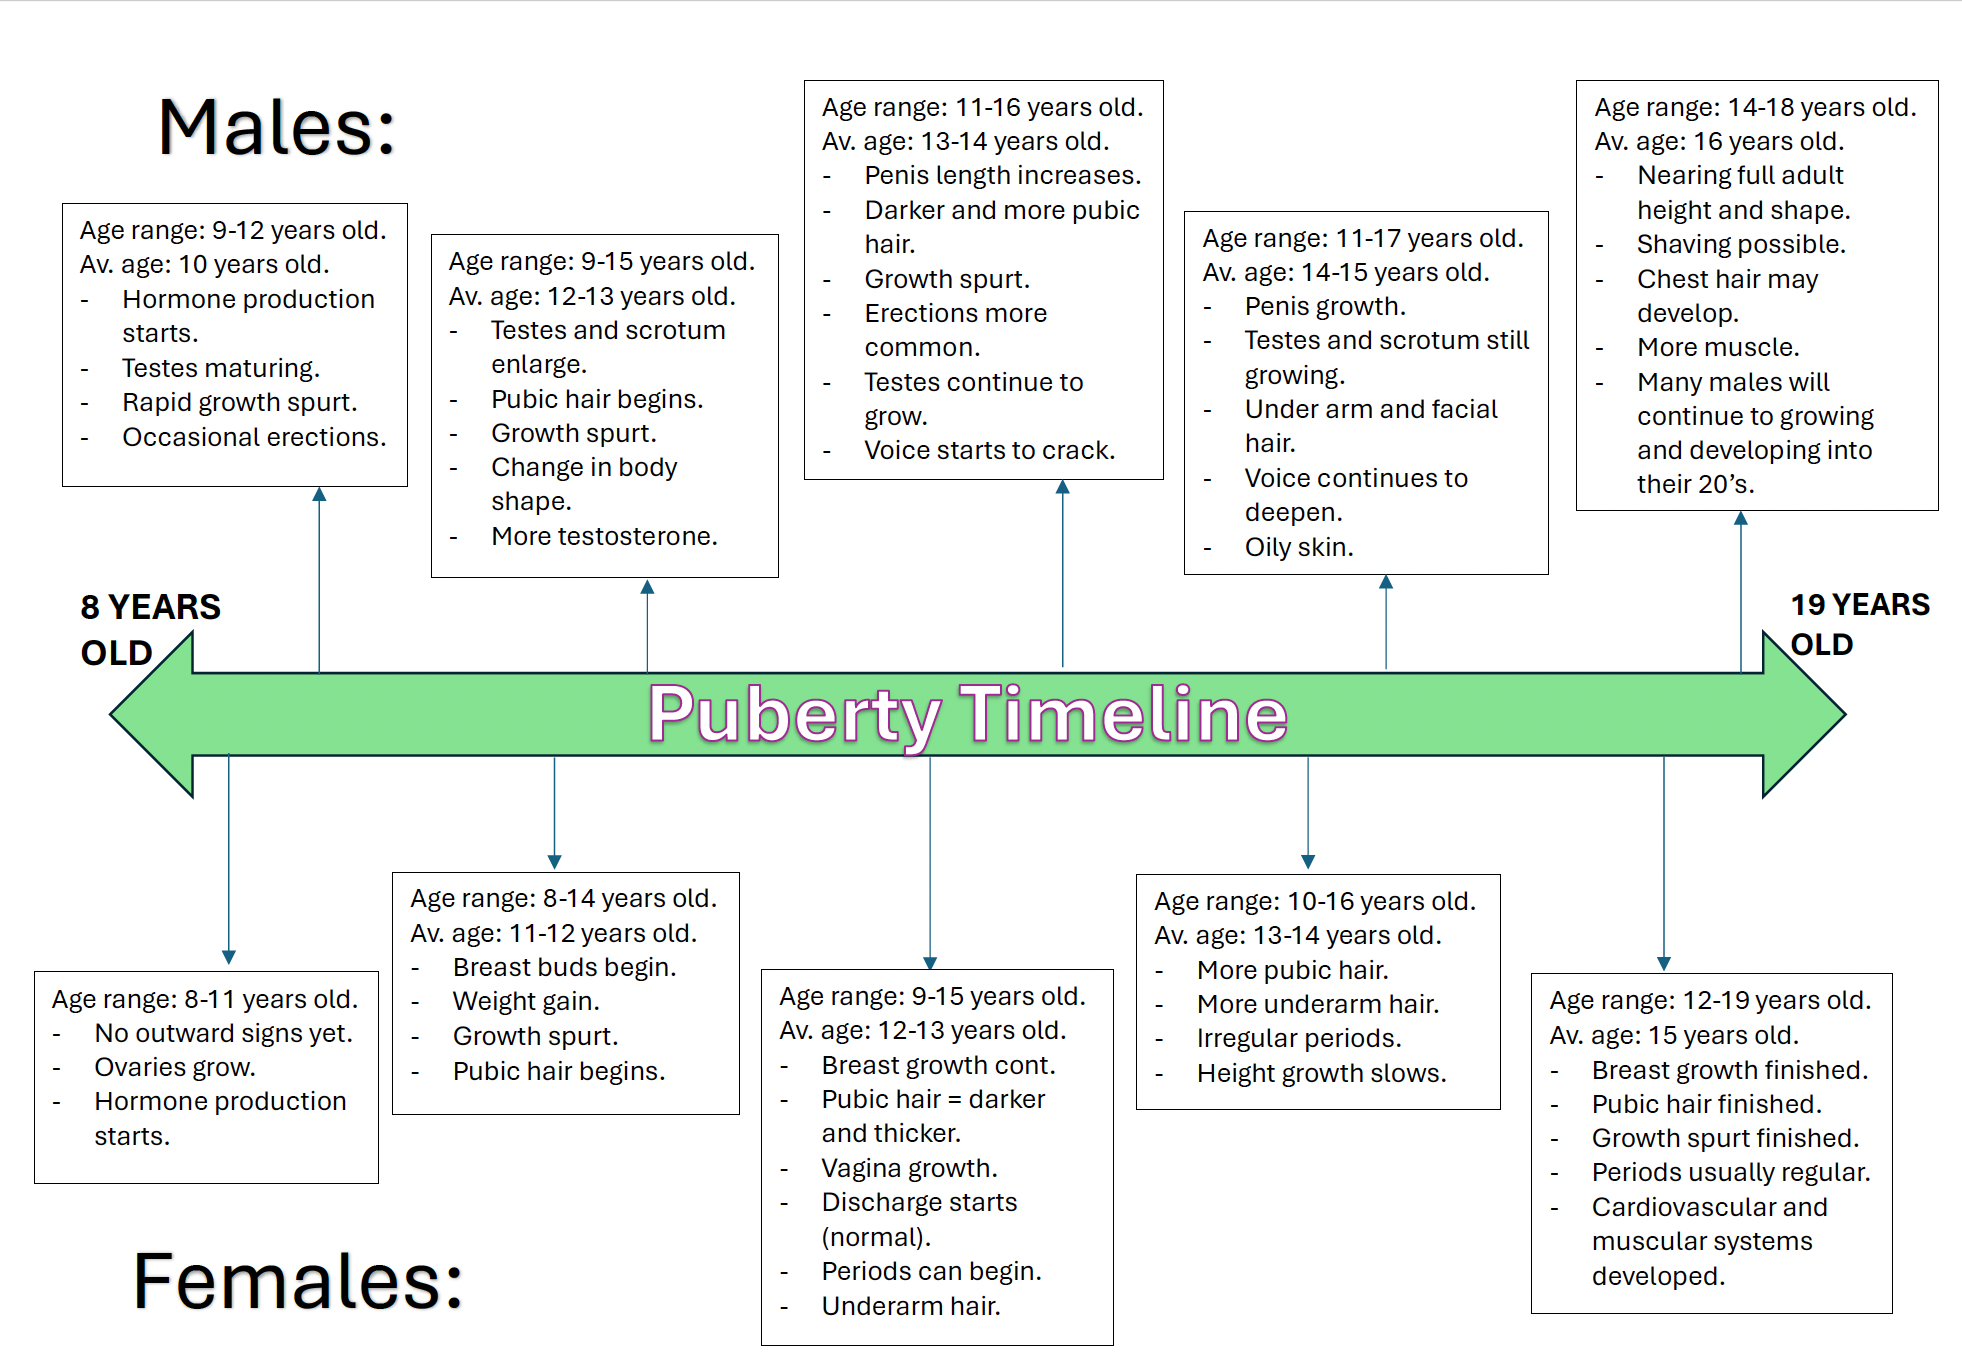 Males:
Age range: 9-12 years old.
Av. age: 10 years old.
- Hormone production
starts.
- Testes maturing.
- Rapid growth spurt.
- Occasional erections.
Age range: 9-15 years old.
Av. age: 12-13 years old.
- Testes and scrotum
enlarge.
- Pubic hair begins.
- Growth spurt.
- Change in body
shape.
- More testosterone.
Age range: 11-16 years old.
Av. age: 13-14 years old.
- Penis length increases.
- Darker and more pubic
hair.
- Growth spurt.
- Erections more
common.
- Testes continue to
grow.
- Voice starts to crack.
Age range: 11-17 years old.
Av. age: 14-15 years old.
- Penis growth.
- Testes and scrotum still
growing.
- Under arm and facial
hair.
- Voice continues to
deepen.
- Oily skin.
Age range: 14-18 years old.
Av. age: 16 years old.
- Nearing full adult
height and shape.
- Shaving possible.
- Chest hair may
develop.
- More muscle.
- Many males will
continue to growing
and developing into
their 20’s.
8 YEARS
OLD
19 YEARS
OLD
Puberty Timeline
Age range: 8-11 years old.
- No outward signs yet.
- Ovaries grow.
- Hormone production
starts.
Age range: 8-14 years old.
Av. age: 11-12 years old.
- Breast buds begin.
- Weight gain.
- Growth spurt.
- Pubic hair begins.
Age range: 9-15 years old.
Av. age: 12-13 years old.
- Breast growth cont.
- Pubic hair = darker
and thicker.
- Vagina growth.
- Discharge starts
(normal).
- Periods can begin.
- Underarm hair.
Age range: 10-16 years old.
Av. age: 13-14 years old.
- More pubic hair.
- More underarm hair.
- Irregular periods.
- Height growth slows.
Age range: 12-19 years old.
Av. age: 15 years old.
- Breast growth finished.
- Pubic hair finished.
- Growth spurt finished.
- Periods usually regular.
- Cardiovascular and
muscular systems
developed.
Females: